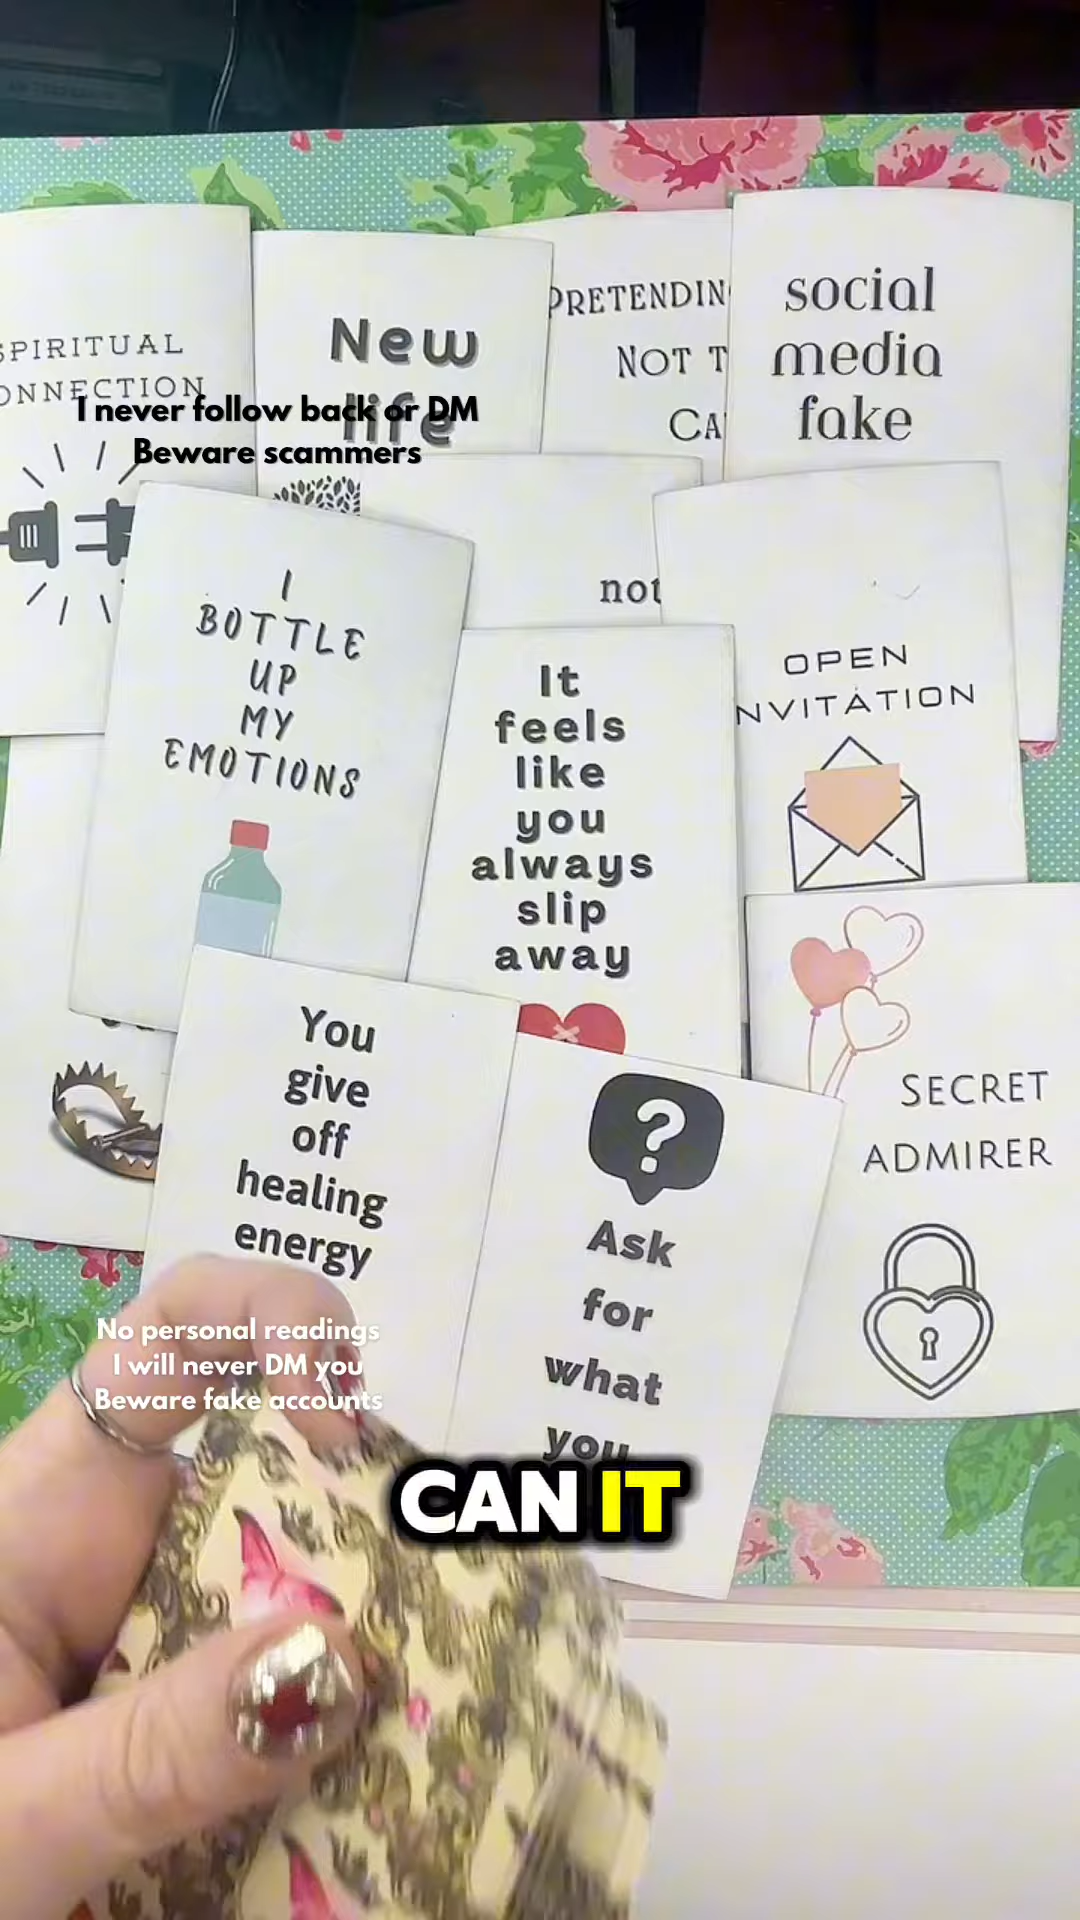 SPIRITUAL
New
life
PRETENDIN
NOT T
CA
social
media
fake
I never follow back or DM
Beware scammers
not
I
BOTTLE
UP
MY
EMOTIONS
It
feels
like
you
always
slip
away
OPEN
NVITATION
You
give
off
healing
energy
?
Ask
for
what
you
SECRET
ADMIRER
No personal readings
I will never DM you
Beware fake accounts
CAN IT